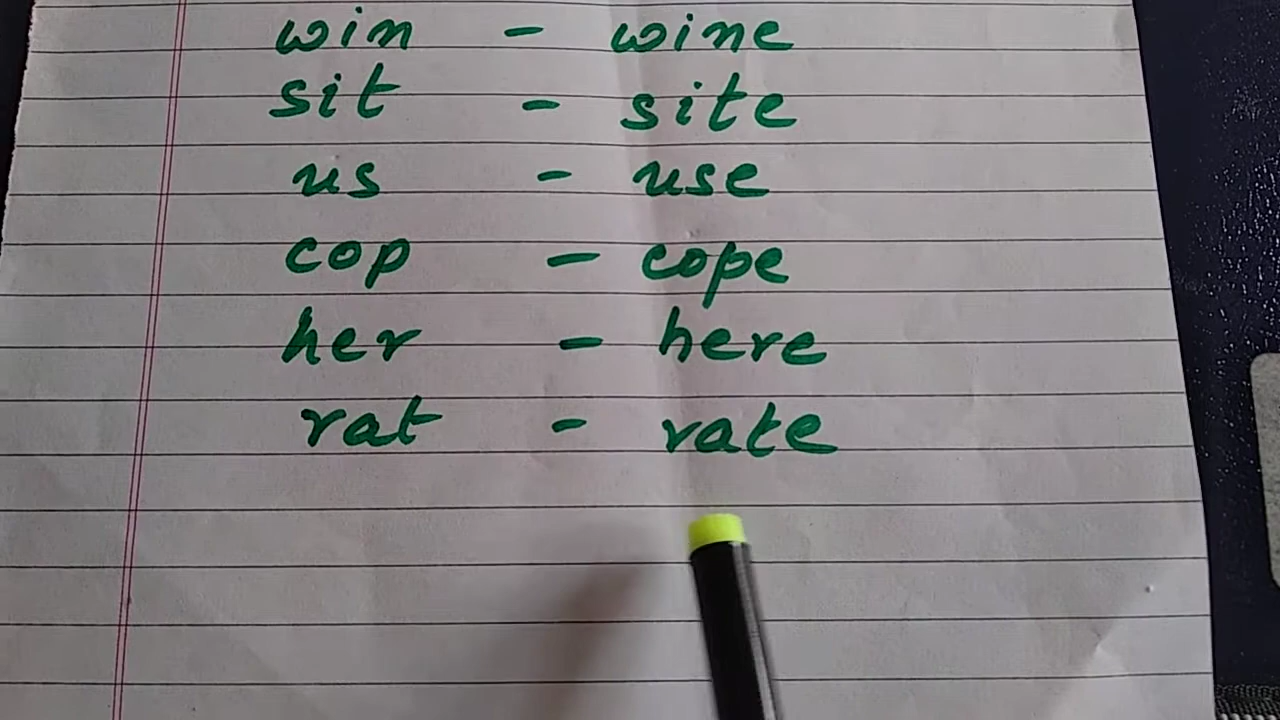 win - wine
sit - site
us - use
cop - cope
her - here
rat - rate